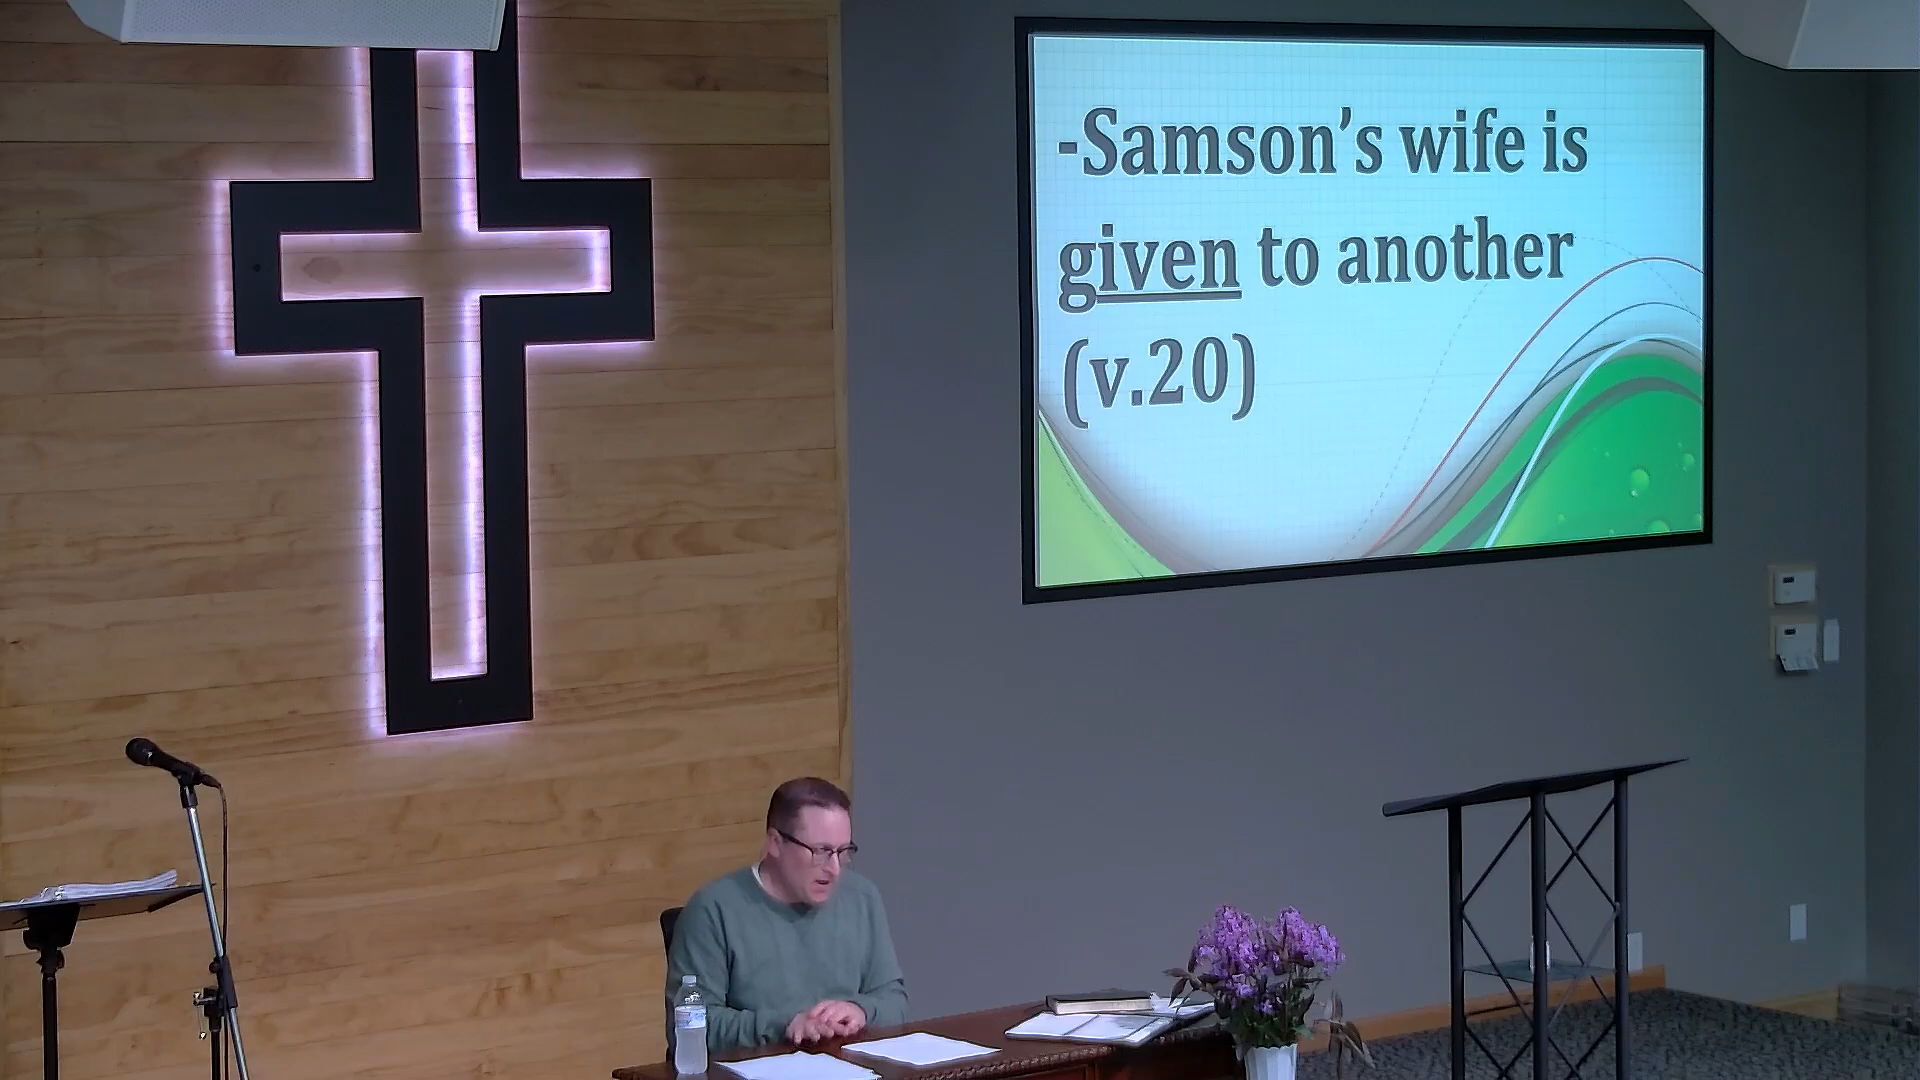 -Samson’s wife is
given to another
(v.20)